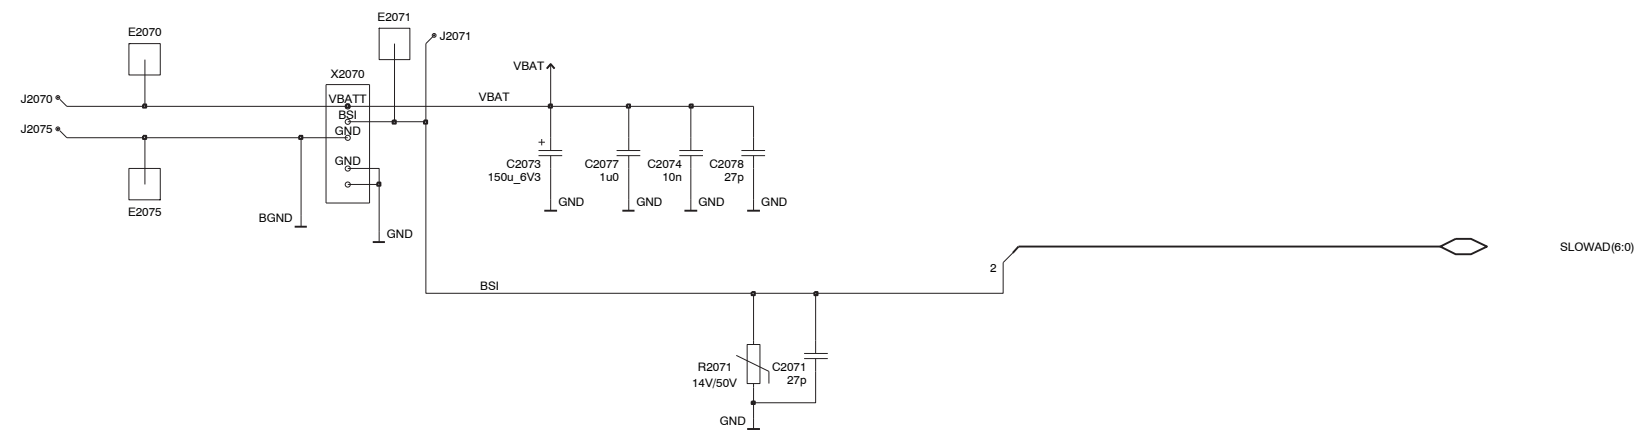 E2071
E2070
J2071
X2070
VBAT
J2070
VBATT
VBAT
BSI
J2075
GND
GND
C2073
150u_6V3
+
C2077
1u0
C2074
10n
C2078
27p
GND
GND
GND
GND
E2075
BGND
GND
SLOWAD(6:0)
2
BSI
R2071
14V/50V
C2071
27p
GND